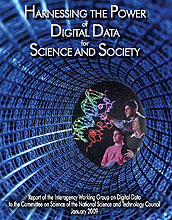 HARNESSING THE POWER
of
DIGITAL DATA
for
SCIENCE AND SOCIETY
Report of the Interagency Working Group on Digital Data
to the Committee on Science of the National Science and Technology Council
January 2009